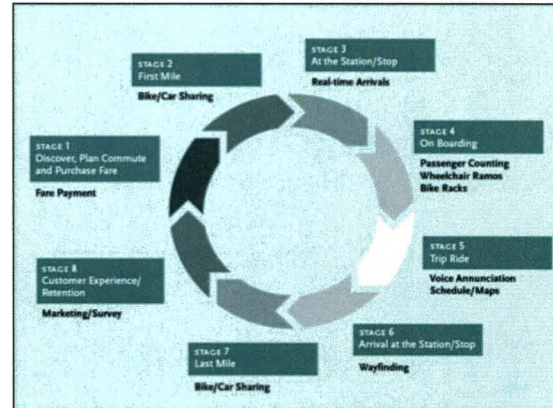 STAGE 1
Discover, Plan Commute
and Purchase Fare
Fare Payment
STAGE 2
First Mile
Bike/Car Sharing
STAGE 3
At the Station/Stop
Real-time Arrivals
STAGE 4
On Boarding
Passenger Counting
Wheelchair Ramos
Bike Racks
STAGE 5
Trip Ride
Voice Annunciation
Schedule/Maps
STAGE 6
Arrival at the Station/Stop
Wayfinding
STAGE 7
Last Mile
Bike/Car Sharing
STAGE 8
Customer Experience/
Retention
Marketing/Survey